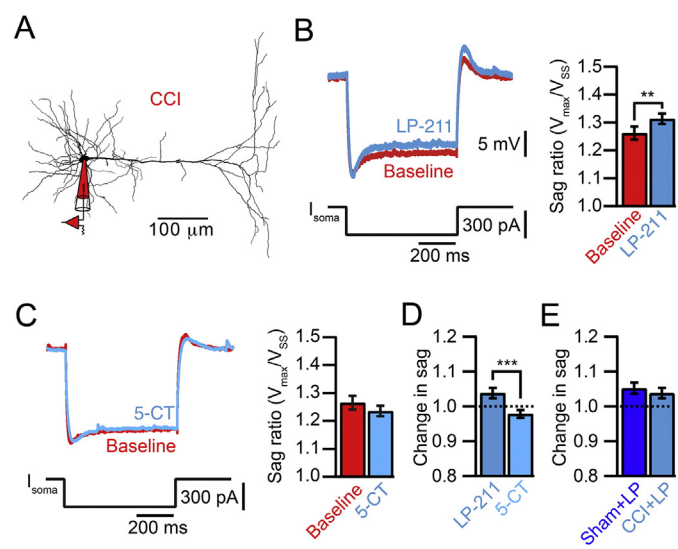 A
CCI
100 μm
B
LP-211
Baseline
5 mV
Isoma
300 pA
200 ms
Sag ratio (Vmax/VSS)
1.5
1.4
1.3
1.2
1.1
1.0
**
Baseline
LP-211
C
5-CT
Baseline
Isoma
300 pA
200 ms
Sag ratio (Vmax/VSS)
1.5
1.4
1.3
1.2
1.1
1.0
Baseline
5-CT
D
Change in sag
1.2
1.1
1.0
0.9
0.8
***
LP-211
5-CT
E
Change in sag
1.2
1.1
1.0
0.9
0.8
Sham+LP
CCI+LP